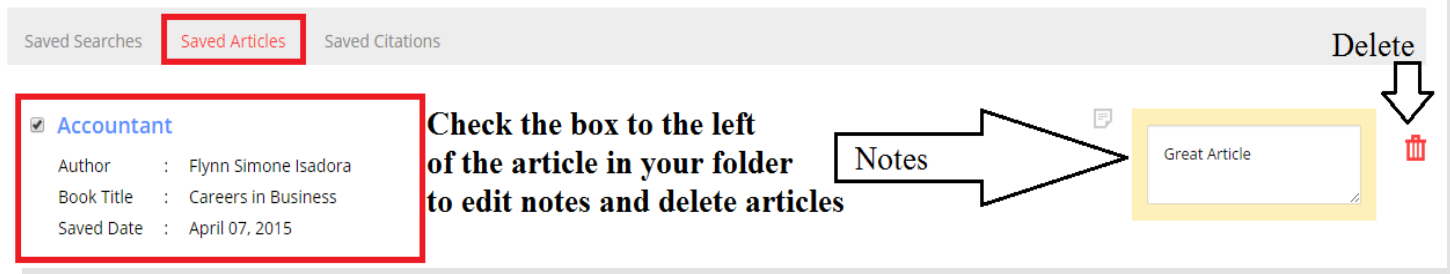 Saved Searches Saved Articles Saved Citations
Delete
Accountant
Author : Flynn Simone Isadora
Book Title : Careers in Business
Saved Date : April 07, 2015
Check the box to the left
of the article in your folder
to edit notes and delete articles
Notes
Great Article